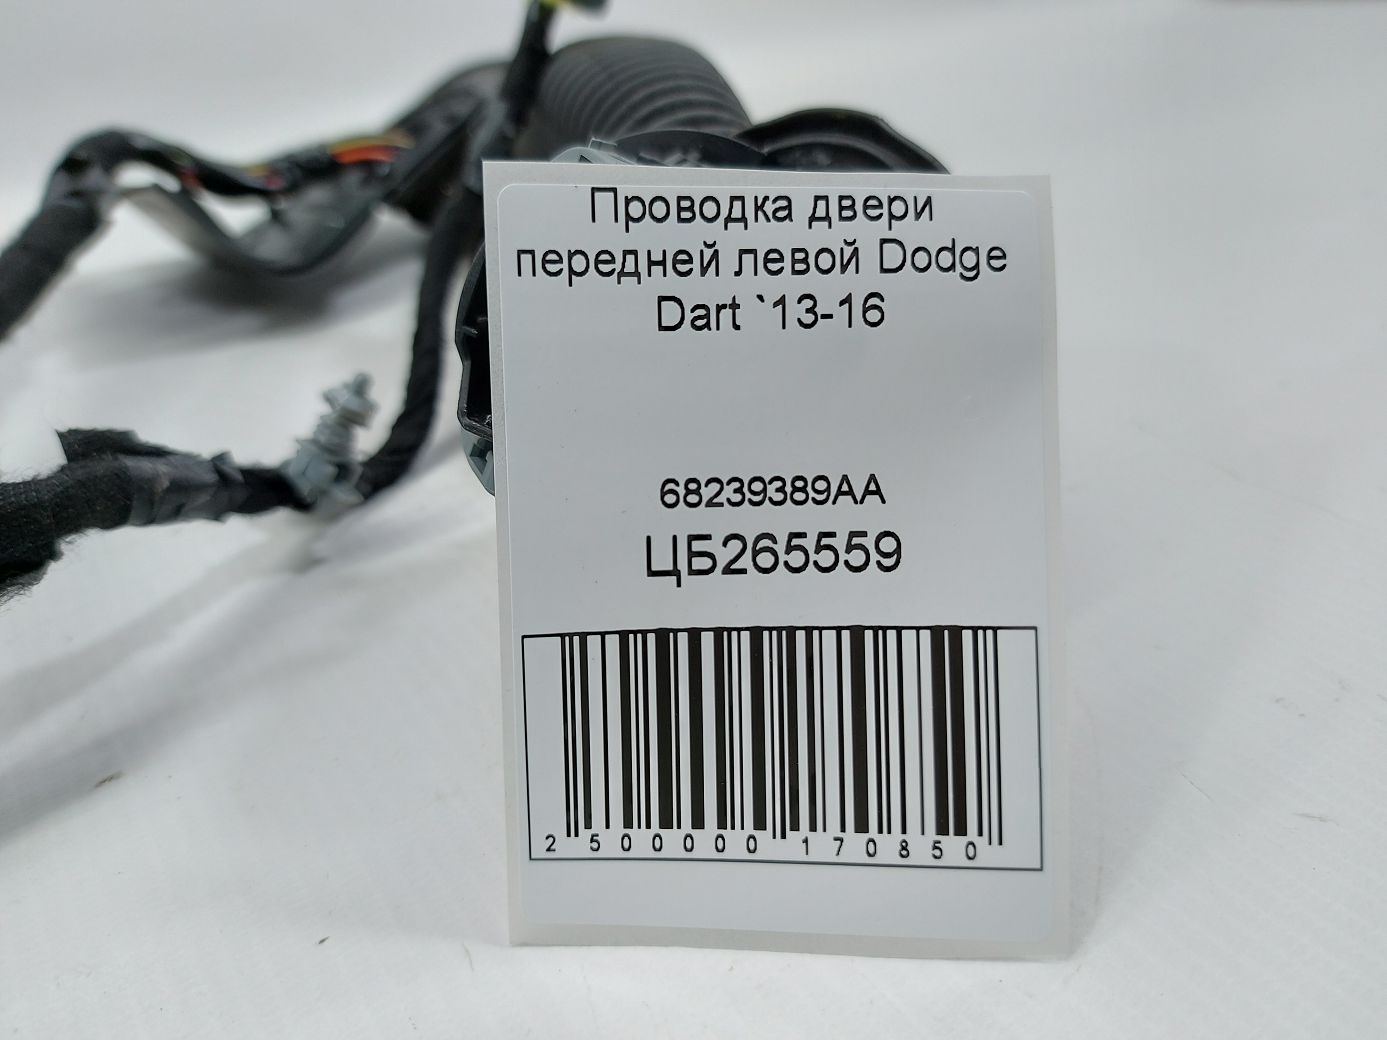 Проводка двери
передней левой Dodge
Dart `13-16
68239389AA
ЦБ265559
2 500000 170850